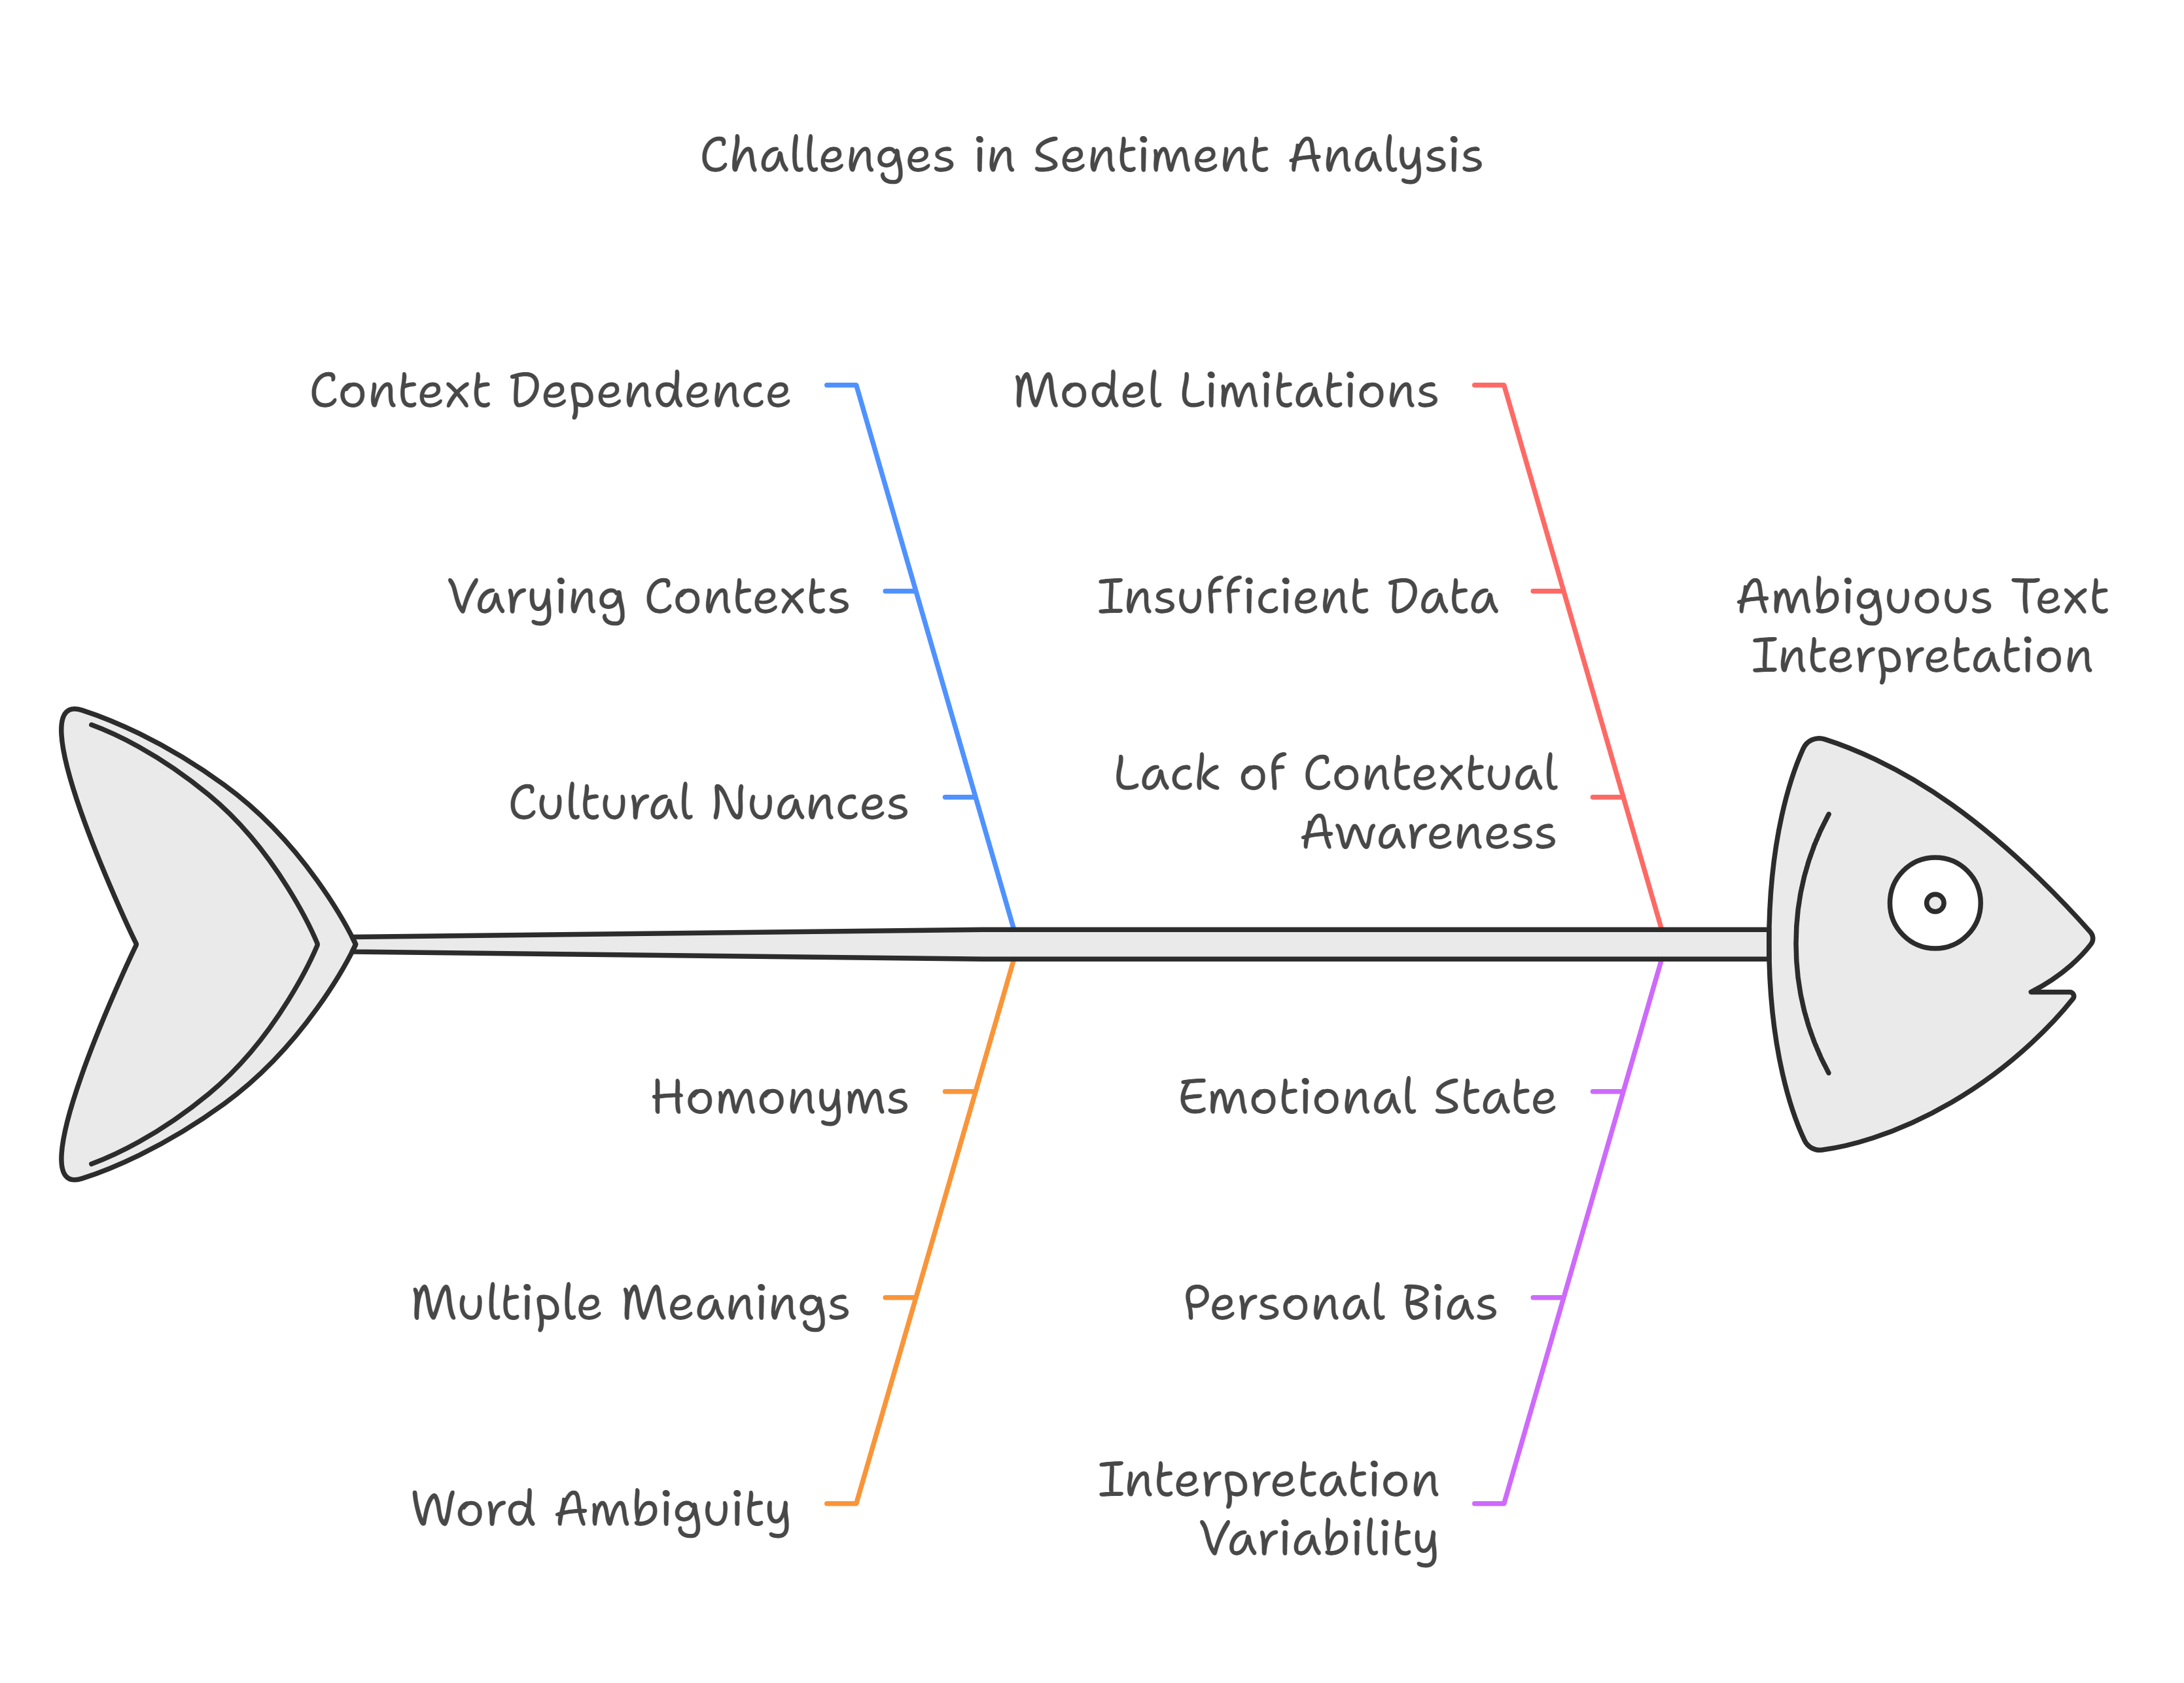 Challenges in Sentiment Analysis
Context Dependence
Model Limitations
Varying Contexts
Insufficient Data
Ambiguous Text
Interpretation
Cultural Nuances
Lack of Contextual
Awareness
Homonyms
Emotional State
Multiple Meanings
Personal Bias
Word Ambiguity
Interpretation
Variability